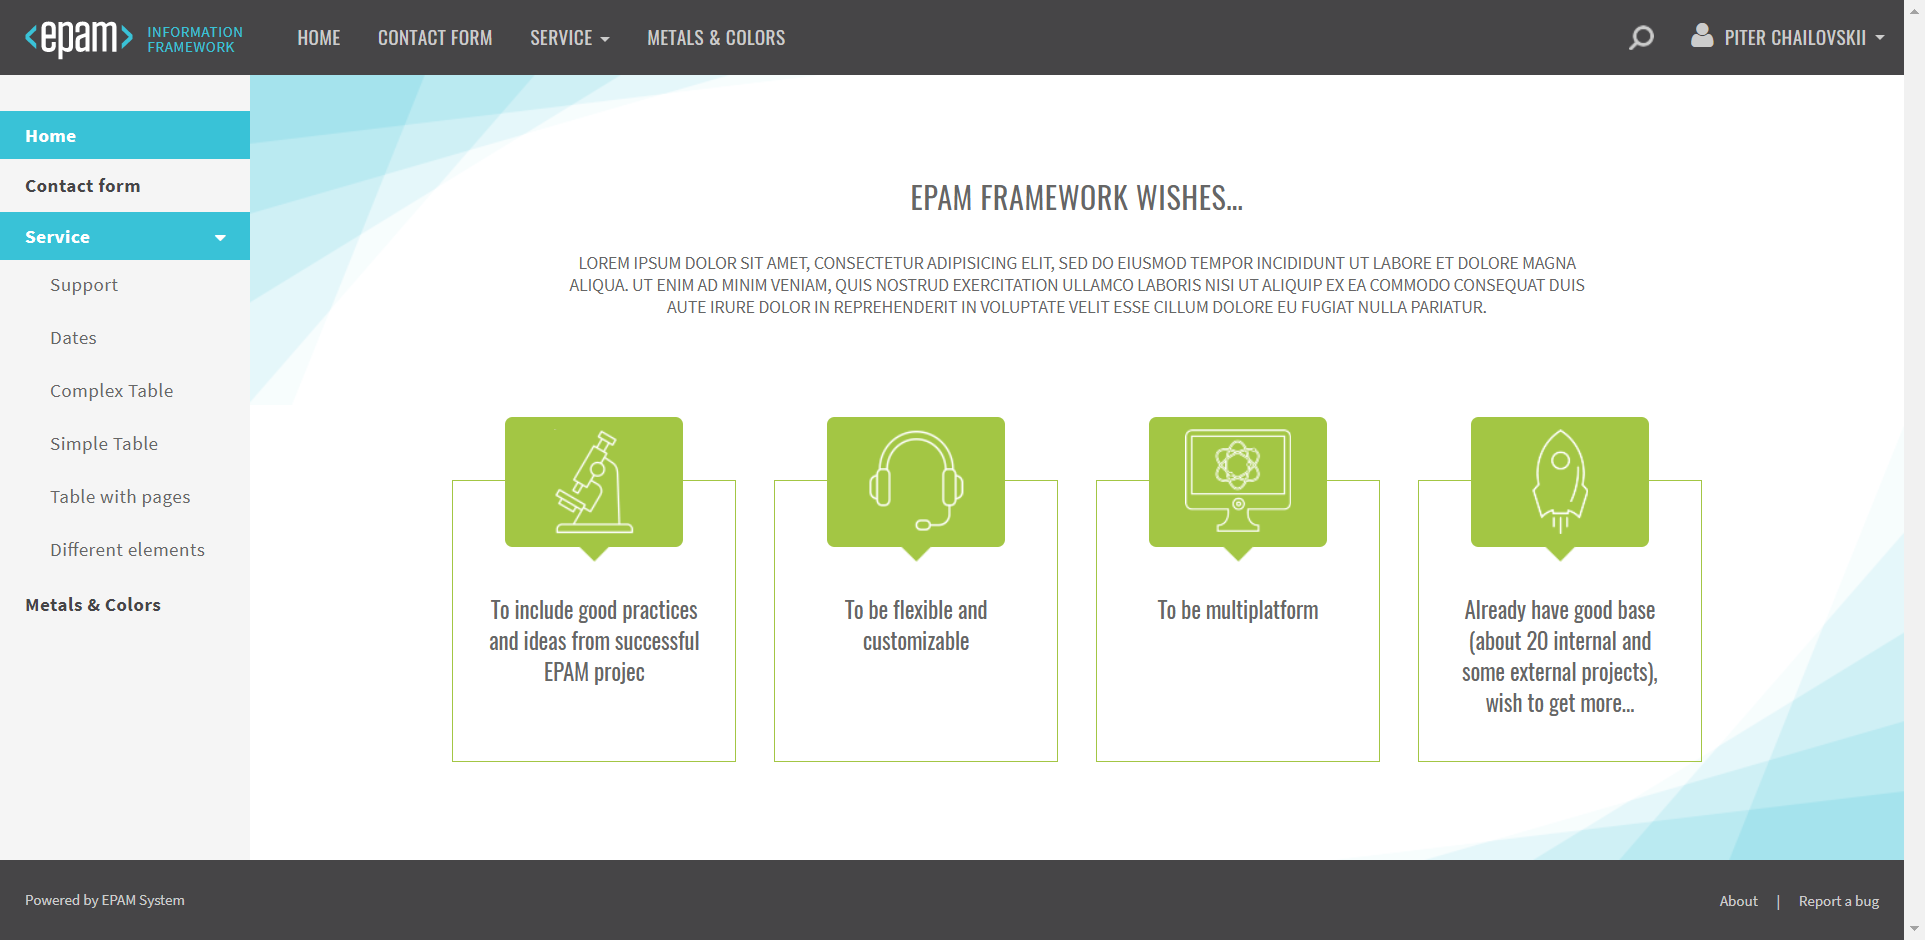 <epam> INFORMATION
FRAMEWORK
HOME
CONTACT FORM
SERVICE
METALS & COLORS
PITER CHAILOVSKII
Home
Contact form
Service
Support
Dates
Complex Table
Simple Table
Table with pages
Different elements
Metals & Colors
EPAM FRAMEWORK WISHES...
LOREM IPSUM DOLOR SIT AMET, CONSECTETUR ADIPISICING ELIT, SED DO EIUSMOD TEMPOR INCIDIDUNT UT LABORE ET DOLORE MAGNA
ALIQUA. UT ENIM AD MINIM VENIAM, QUIS NOSTRUD EXERCITATION ULLAMCO LABORIS NISI UT ALIQUIP EX EA COMMODO CONSEQUAT DUIS
AUTE IRURE DOLOR IN REPREHENDERIT IN VOLUPTATE VELIT ESSE CILLUM DOLORE EU FUGIAT NULLA PARIATUR.
To include good practices
and ideas from successful
EPAM projec
To be flexible and
customizable
To be multiplatform
Already have good base
(about 20 internal and
some external projects),
wish to get more...
Powered by EPAM System
About | Report a bug